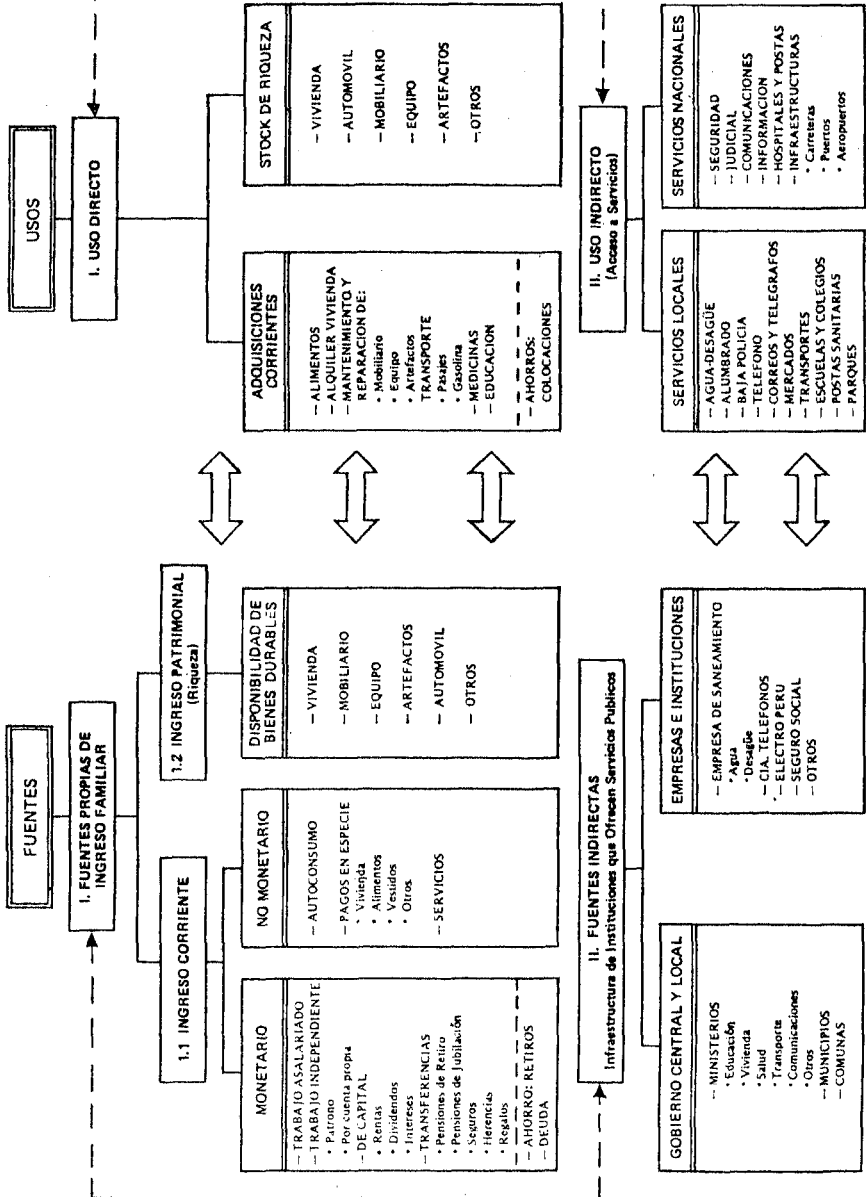 FUENTES
I. FUENTES PROPIAS DE
INGRESO FAMILIAR
1.1 INGRESO CORRIENTE
1.2 INGRESO PATRIMONIAL
(Riqueza)
MONETARIO
— TRABAJO ASALARIADO
— TRABAJO INDEPENDIENTE
• Patrono
• Por cuenta propia
— DE CAPITAL
• Rentas
• Dividendos
• Intereses
— TRANSFERENCIAS
• Pensiones de Retiro
• Pensiones de Jubilación
• Seguros
• Herencias
• Regalos
— AHORRO: RETIROS
— DEUDA
NO MONETARIO
— AUTOCONSUMO
— PAGOS EN ESPECIE
• Vivienda
• Alimentos
• Vestidos
• Otros
— SERVICIOS
DISPONIBILIDAD DE
BIENES DURABLES
— VIVIENDA
— MOBILIARIO
— EQUIPO
— ARTEFACTOS
— AUTOMOVIL
— OTROS
II. FUENTES INDIRECTAS
Infraestructura de Instituciones que Ofrecen Servicios Publicos
GOBIERNO CENTRAL Y LOCAL
— MINISTERIOS
• Educación
• Vivienda
• Salud
• Transporte
• Comunicaciones
• Otros
— MUNICIPIOS
— COMUNAS
EMPRESAS E INSTITUCIONES
— EMPRESA DE SANEAMIENTO
• Agua
• Desagüe
— CIA. TELEFONOS
— ELECTRO PERU
— SEGURO SOCIAL
— OTROS
USOS
I. USO DIRECTO
ADQUISICIONES
CORRIENTES
— ALIMENTOS
— ALQUILER VIVIENDA
— MANTENIMIENTO Y
REPARACION DE:
• Mobiliario
• Equipo
• Artefactos
TRANSPORTE
• Pasajes
• Gasolina
— MEDICINAS
— EDUCACION
— AHORROS:
COLOCACIONES
STOCK DE RIQUEZA
— VIVIENDA
— AUTOMOVIL
— MOBILIARIO
— EQUIPO
— ARTEFACTOS
— OTROS
II. USO INDIRECTO
(Acceso a Servicios)
SERVICIOS LOCALES
— AGUA-DESAGÜE
— ALUMBRADO
— BAJA POLICIA
— TELEFONO
— CORREOS Y TELEGRAFOS
— MERCADOS
— TRANSPORTES
— ESCUELAS Y COLEGIOS
— POSTAS SANITARIAS
— PARQUES
SERVICIOS NACIONALES
— SEGURIDAD
— JUDICIAL
— COMUNICACIONES
— INFORMACION
— HOSPITALES Y POSTAS
— INFRAESTRUCTURAS
• Carreteras
• Puertos
• Aeropuertos